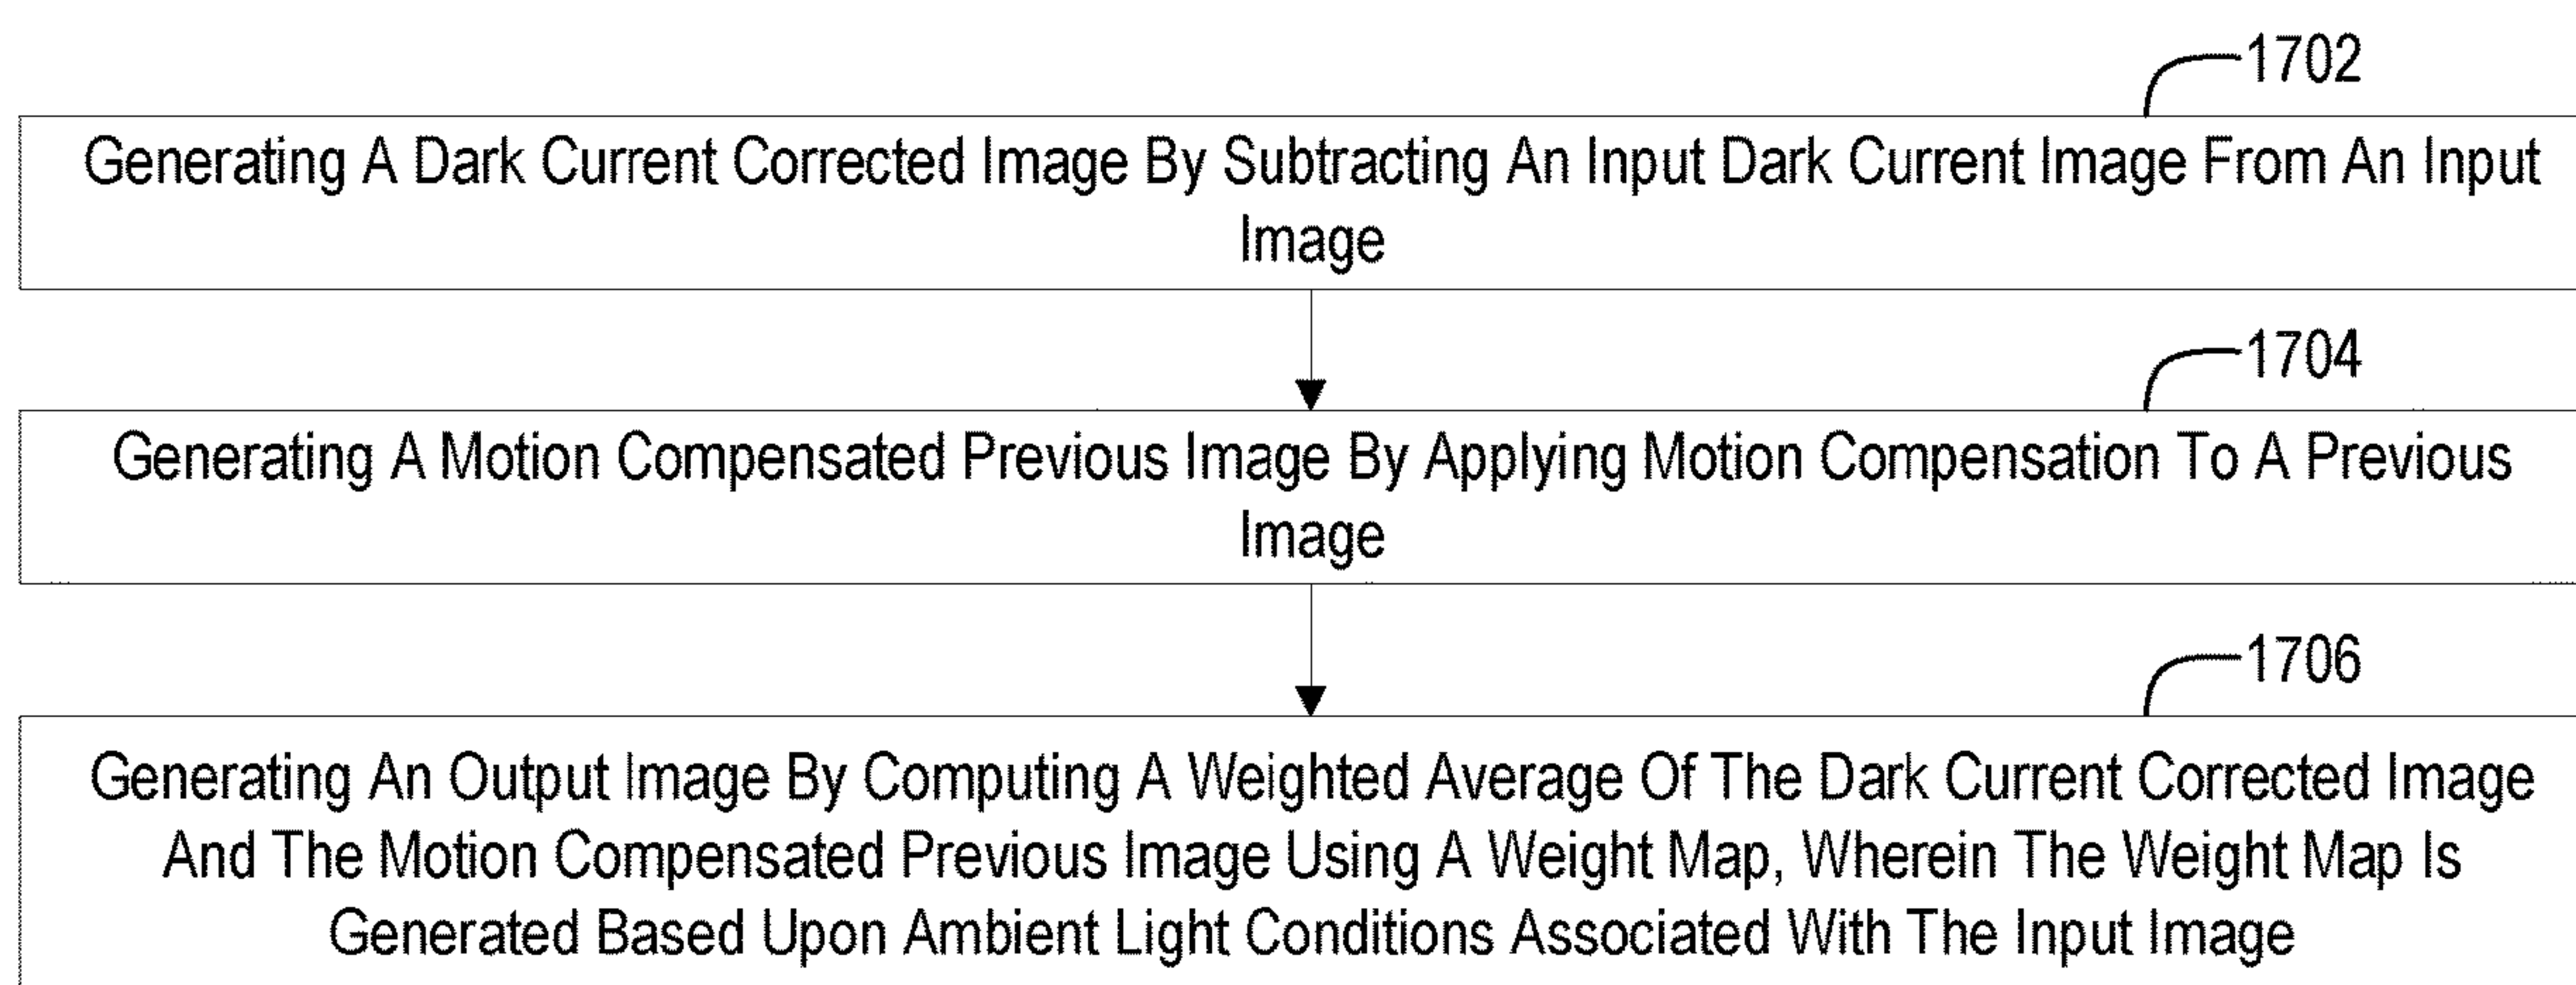 1702
Generating A Dark Current Corrected Image By Subtracting An Input Dark Current Image From An Input
Image
1704
Generating A Motion Compensated Previous Image By Applying Motion Compensation To A Previous
Image
1706
Generating An Output Image By Computing A Weighted Average Of The Dark Current Corrected Image
And The Motion Compensated Previous Image Using A Weight Map, Wherein The Weight Map Is
Generated Based Upon Ambient Light Conditions Associated With The Input Image